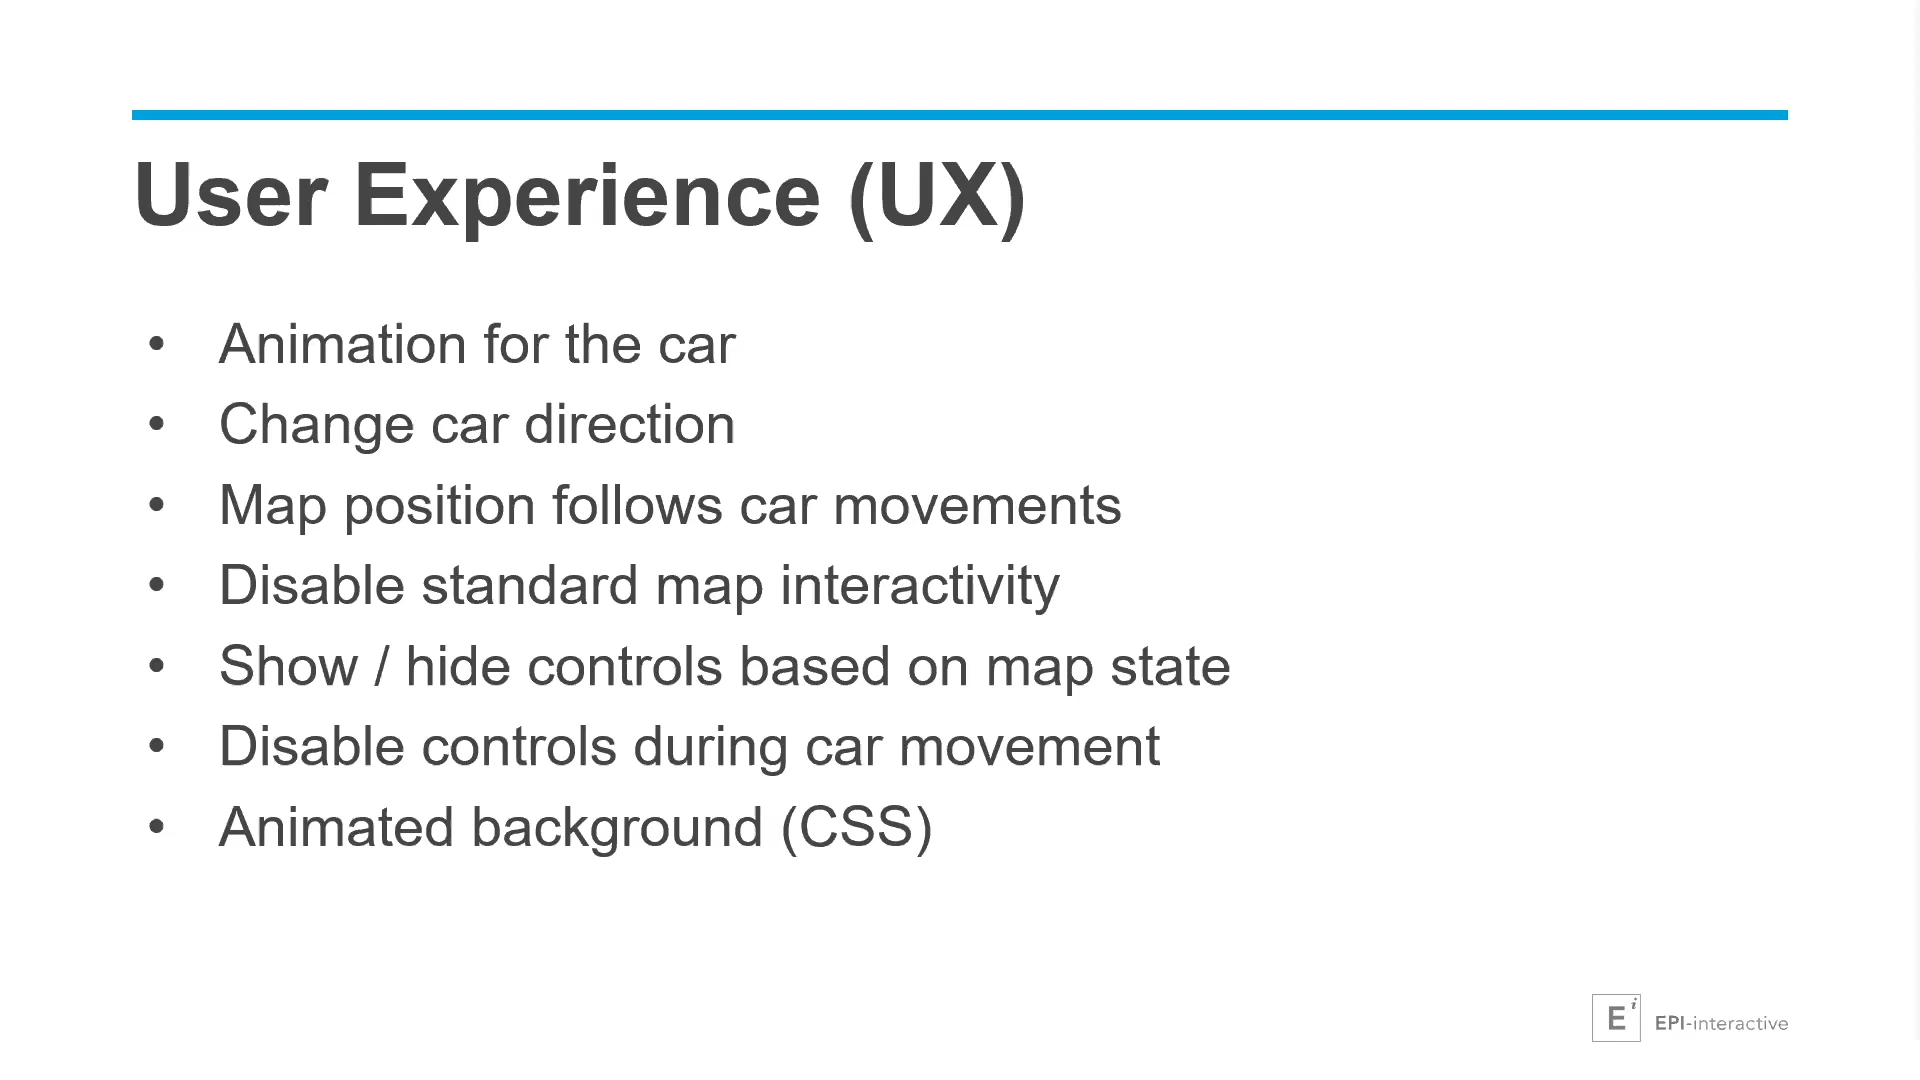 User Experience (UX)
• Animation for the car
• Change car direction
• Map position follows car movements
• Disable standard map interactivity
• Show / hide controls based on map state
• Disable controls during car movement
• Animated background (CSS)
E i EPI-interactive